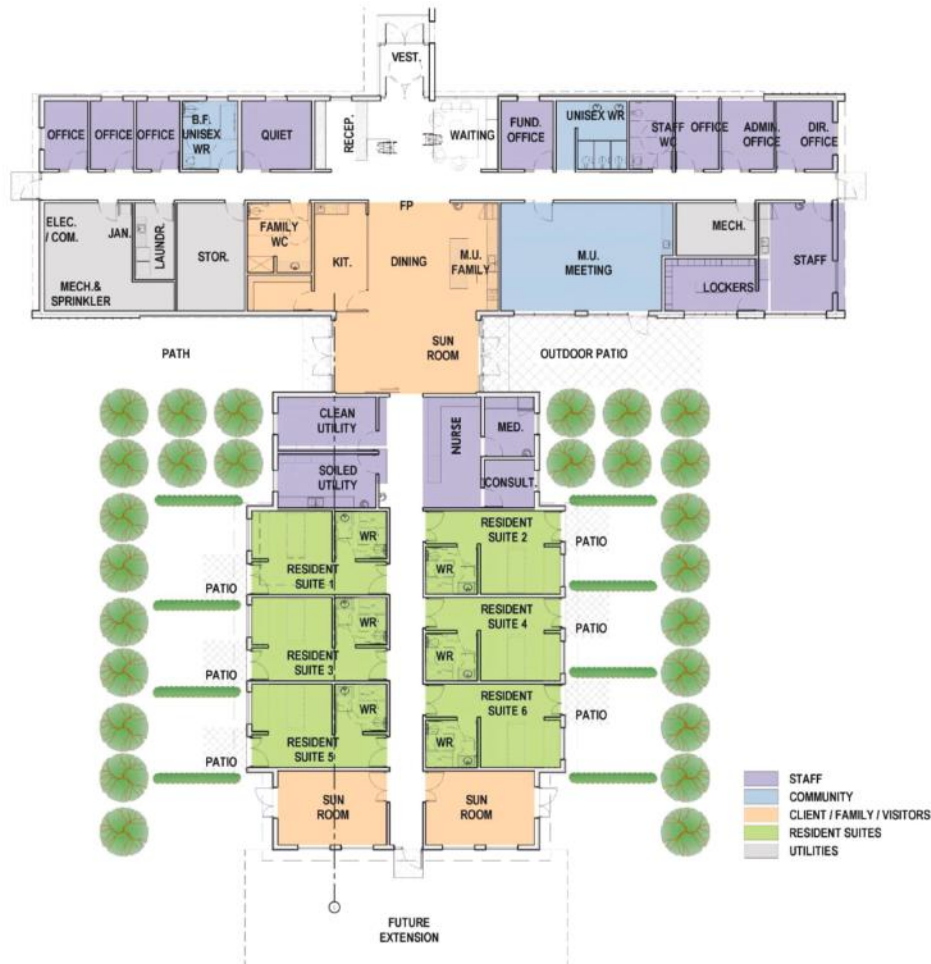 VEST.
OFFICE
OFFICE
OFFICE
B.F.
UNISEX
WR
QUIET
RECEP.
WAITING
FUND.
OFFICE
UNISEX WR
STAFF
WC
OFFICE
ADMIN.
OFFICE
DIR.
OFFICE
ELEC.
/ COM.
JAN.
LAUNDR.
MECH.&
SPRINKLER
STOR.
FAMILY
WC
KIT.
FP
DINING
M.U.
FAMILY
M.U.
MEETING
MECH.
LOCKERS
STAFF
PATH
SUN
ROOM
OUTDOOR PATIO
CLEAN
UTILITY
SOILED
UTILITY
NURSE
MED.
CONSULT.
WR
RESIDENT
SUITE 1
PATIO
RESIDENT
SUITE 2
WR
PATIO
WR
RESIDENT
SUITE 3
PATIO
RESIDENT
SUITE 4
WR
PATIO
WR
RESIDENT
SUITE 5
PATIO
RESIDENT
SUITE 6
WR
PATIO
SUN
ROOM
SUN
ROOM
FUTURE
EXTENSION
STAFF
COMMUNITY
CLIENT / FAMILY / VISITORS
RESIDENT SUITES
UTILITIES